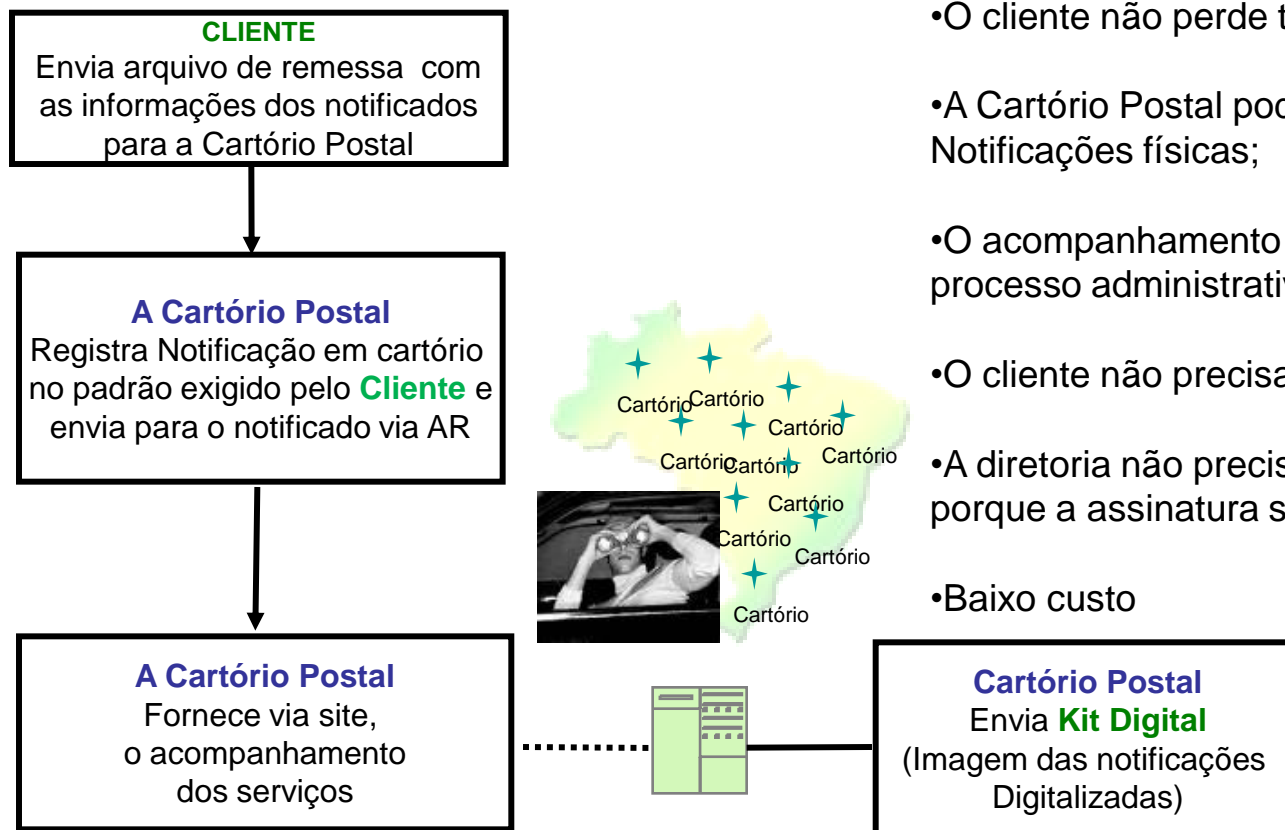 CLIENTE
Envia arquivo de remessa com
as informações dos notificados
para a Cartório Postal
A Cartório Postal
Registra Notificação em cartório
no padrão exigido pelo Cliente e
envia para o notificado via AR
A Cartório Postal
Fornece via site,
o acompanhamento
dos serviços
Cartório
Cartório
Cartório
Cartório
Cartório
Cartório
Cartório
Cartório
Cartório
Cartório
•O cliente não perde
•A Cartório Postal
Notificações físicas;
•O acompanhamento
processo
•O cliente não precisa
•A diretoria não
porque a assinatura
•Baixo custo
Cartório Postal
Envia Kit Digital
(Imagem das notificações
Digitalizadas)